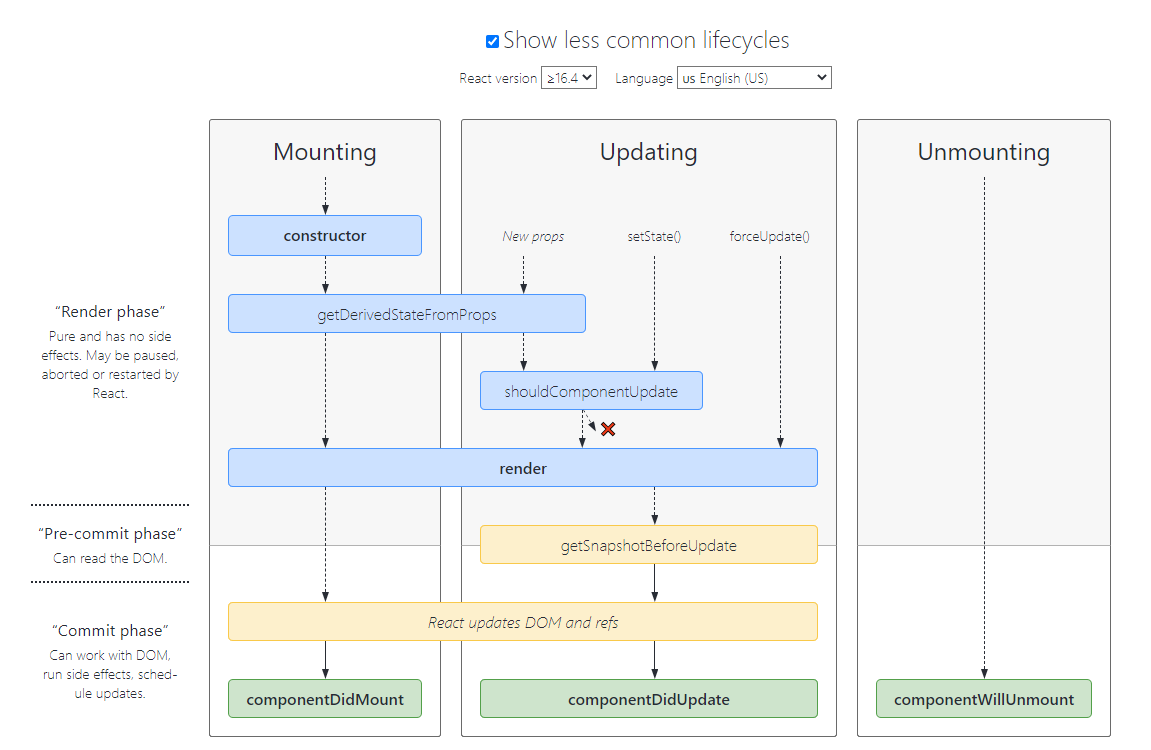 Show less common lifecycles
React version ≥16.4 Language us English (US)
Mounting
Updating
Unmounting
constructor
New props
setState()
forceUpdate()
"Render phase"
Pure and has no side
effects. May be paused,
aborted or restarted by
React.
getDerivedStateFromProps
shouldComponentUpdate
render
"Pre-commit phase"
Can read the DOM.
getSnapshotBeforeUpdate
"Commit phase"
Can work with DOM,
run side effects, sched-
ule updates.
React updates DOM and refs
componentDidMount
componentDidUpdate
componentWillUnmount